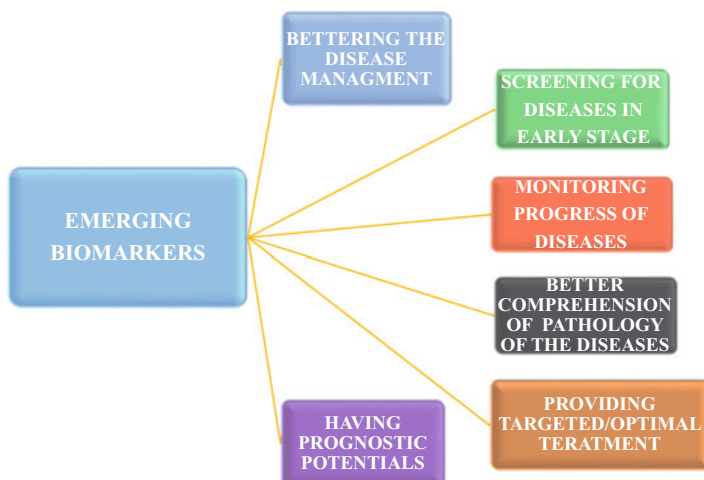 BETTERING THE
DISEASE
MANAGMENT
SCREENING FOR
DISEASES IN
EARLY STAGE
EMERGING
BIOMARKERS
MONITORING
PROGRESS OF
DISEASES
BETTER
COMPREHENSION
OF PATHOLOGY
OF THE DISEASES
PROVIDING
TARGETED/OPTIMAL
TERATMENT
HAVING
PROGNOSTIC
POTENTIALS